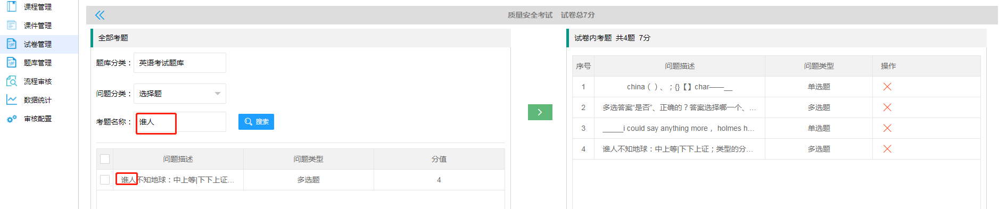 课程管理
课件管理
试卷管理
题库管理
流程审核
数据统计
审核配置
质量安全考试 试卷总7分
全部考题
题库分类： 英语考试题库
问题分类： 选择题
考题名称： 谁人 搜索
问题描述 问题类型 分值
谁人不知地球：中上等|下下上证... 多选题 4
试卷内考题 共4题 7分
序号 问题描述 问题类型 操作
1 china（ ）、；{}【】char——__ 单选题
2 多选答案“是否”、正确的？答案选择哪一个、... 多选题
3 _____i could say anything more， holmes h... 单选题
4 谁人不知地球：中上等|下下上证；类型的分... 多选题